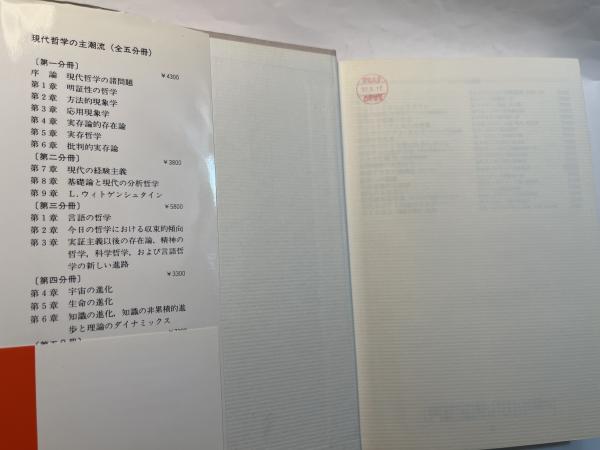 現代哲学の主潮流（全五分冊）
〔第一分冊〕
序　論　現代哲学の諸問題　￥4300
第1章　明証性の哲学
第2章　方法的現象学
第3章　応用現象学
第4章　実存論的存在論
第5章　実存哲学
第6章　批判的実存論
〔第二分冊〕　￥3800
第7章　現代の経験主義
第8章　基礎論と現代の分析哲学
第9章　L. ウィトゲンシュタイン
〔第三分冊〕　￥5800
第1章　言語の哲学
第2章　今日の哲学における収束的傾向
第3章　実証主義以後の存在論，精神の
哲学，科学哲学，および言語哲
学の新しい進路
〔第四分冊〕　￥3300
第4章　宇宙の進化
第5章　生命の進化
第6章　知識の進化，知識の非累積的進
歩と理論のダイナミックス